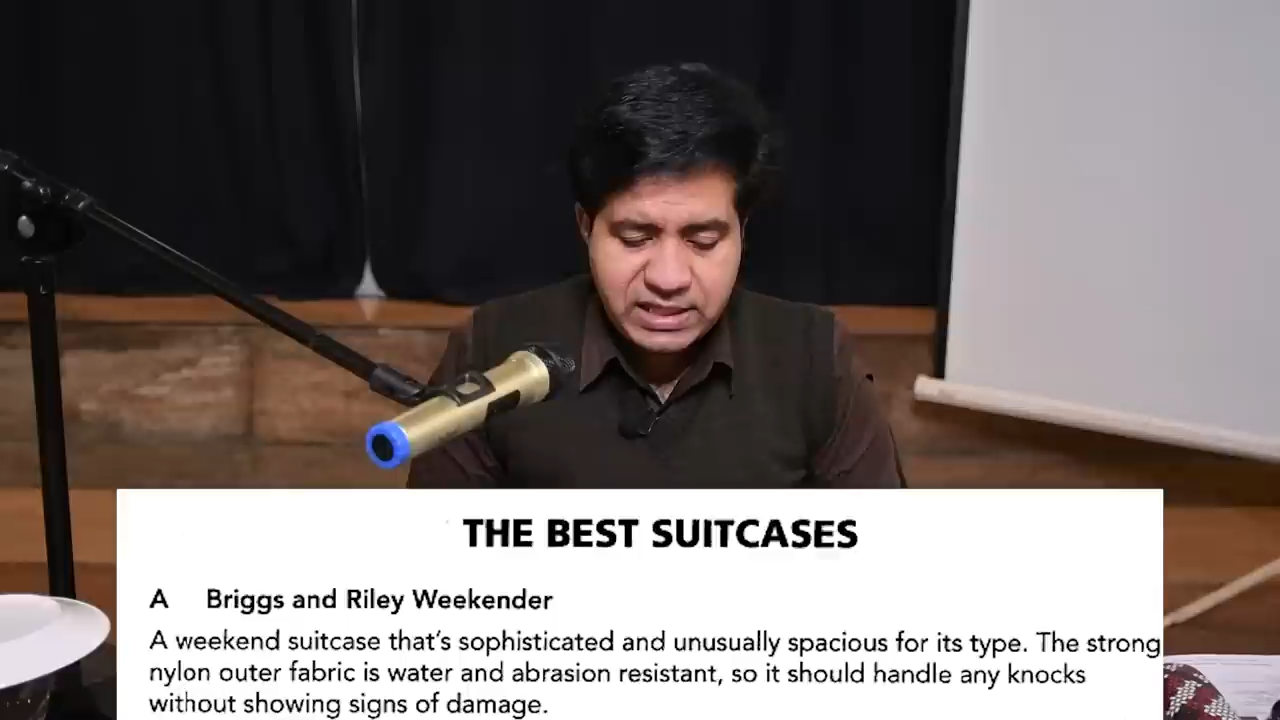 THE BEST SUITCASES
A Briggs and Riley Weekender
A weekend suitcase that's sophisticated and unusually spacious for its type. The strong
nylon outer fabric is water and abrasion resistant, so it should handle any knocks
without showing signs of damage.